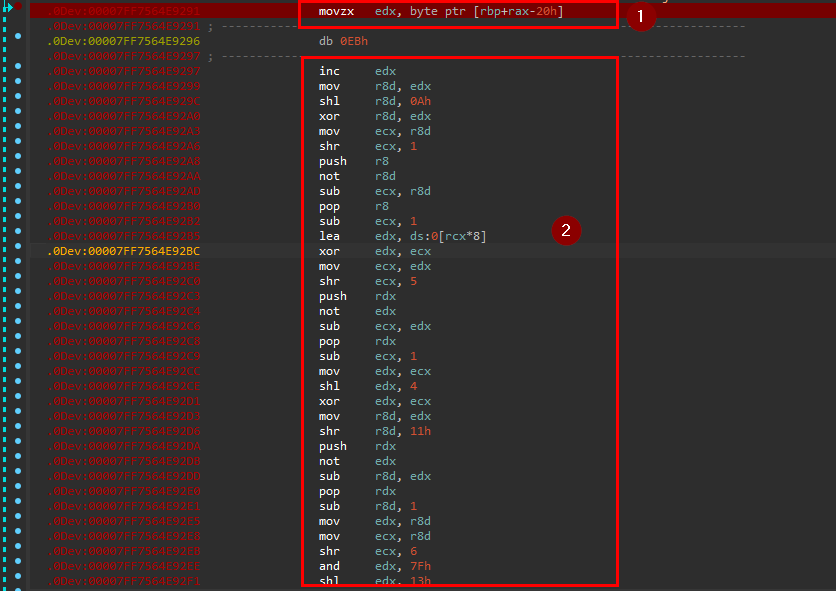 .0Dev:00007FF7564E9291 movzx edx, byte ptr [rbp+rax-20h] 1
.0Dev:00007FF7564E9291 ; ---------------------------------------------------------------------------
.0Dev:00007FF7564E9296 db 0EBh
.0Dev:00007FF7564E9297 ; ---------------------------------------------------------------------------
.0Dev:00007FF7564E9297 inc edx
.0Dev:00007FF7564E9299 mov r8d, edx
.0Dev:00007FF7564E929C shl r8d, 0Ah
.0Dev:00007FF7564E92A0 xor r8d, edx
.0Dev:00007FF7564E92A3 mov ecx, r8d
.0Dev:00007FF7564E92A6 shr ecx, 1
.0Dev:00007FF7564E92A8 push r8
.0Dev:00007FF7564E92AA not r8d
.0Dev:00007FF7564E92AD sub ecx, r8d
.0Dev:00007FF7564E92B0 pop r8
.0Dev:00007FF7564E92B2 sub ecx, 1
.0Dev:00007FF7564E92B5 lea edx, ds:0[rcx*8] 2
.0Dev:00007FF7564E92BC xor edx, ecx
.0Dev:00007FF7564E92BE mov ecx, edx
.0Dev:00007FF7564E92C0 shr ecx, 5
.0Dev:00007FF7564E92C3 push rdx
.0Dev:00007FF7564E92C4 not edx
.0Dev:00007FF7564E92C6 sub ecx, edx
.0Dev:00007FF7564E92C8 pop rdx
.0Dev:00007FF7564E92C9 sub ecx, 1
.0Dev:00007FF7564E92CC mov edx, ecx
.0Dev:00007FF7564E92CE shl edx, 4
.0Dev:00007FF7564E92D1 xor edx, ecx
.0Dev:00007FF7564E92D3 mov r8d, edx
.0Dev:00007FF7564E92D6 shr r8d, 11h
.0Dev:00007FF7564E92DA push rdx
.0Dev:00007FF7564E92DB not edx
.0Dev:00007FF7564E92DD sub r8d, edx
.0Dev:00007FF7564E92E0 pop rdx
.0Dev:00007FF7564E92E1 sub r8d, 1
.0Dev:00007FF7564E92E5 mov edx, r8d
.0Dev:00007FF7564E92E8 mov ecx, r8d
.0Dev:00007FF7564E92EB shr ecx, 6
.0Dev:00007FF7564E92EE and edx, 7Fh
.0Dev:00007FF7564E92F1 shl edx, 13h